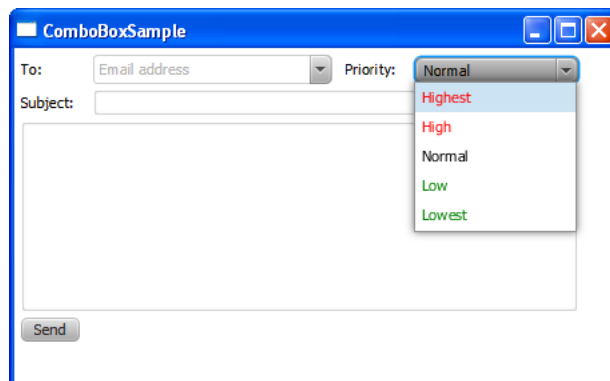 ComboBoxSample
To: Email address Priority: Normal
Subject:
Highest
High
Normal
Low
Lowest
Send